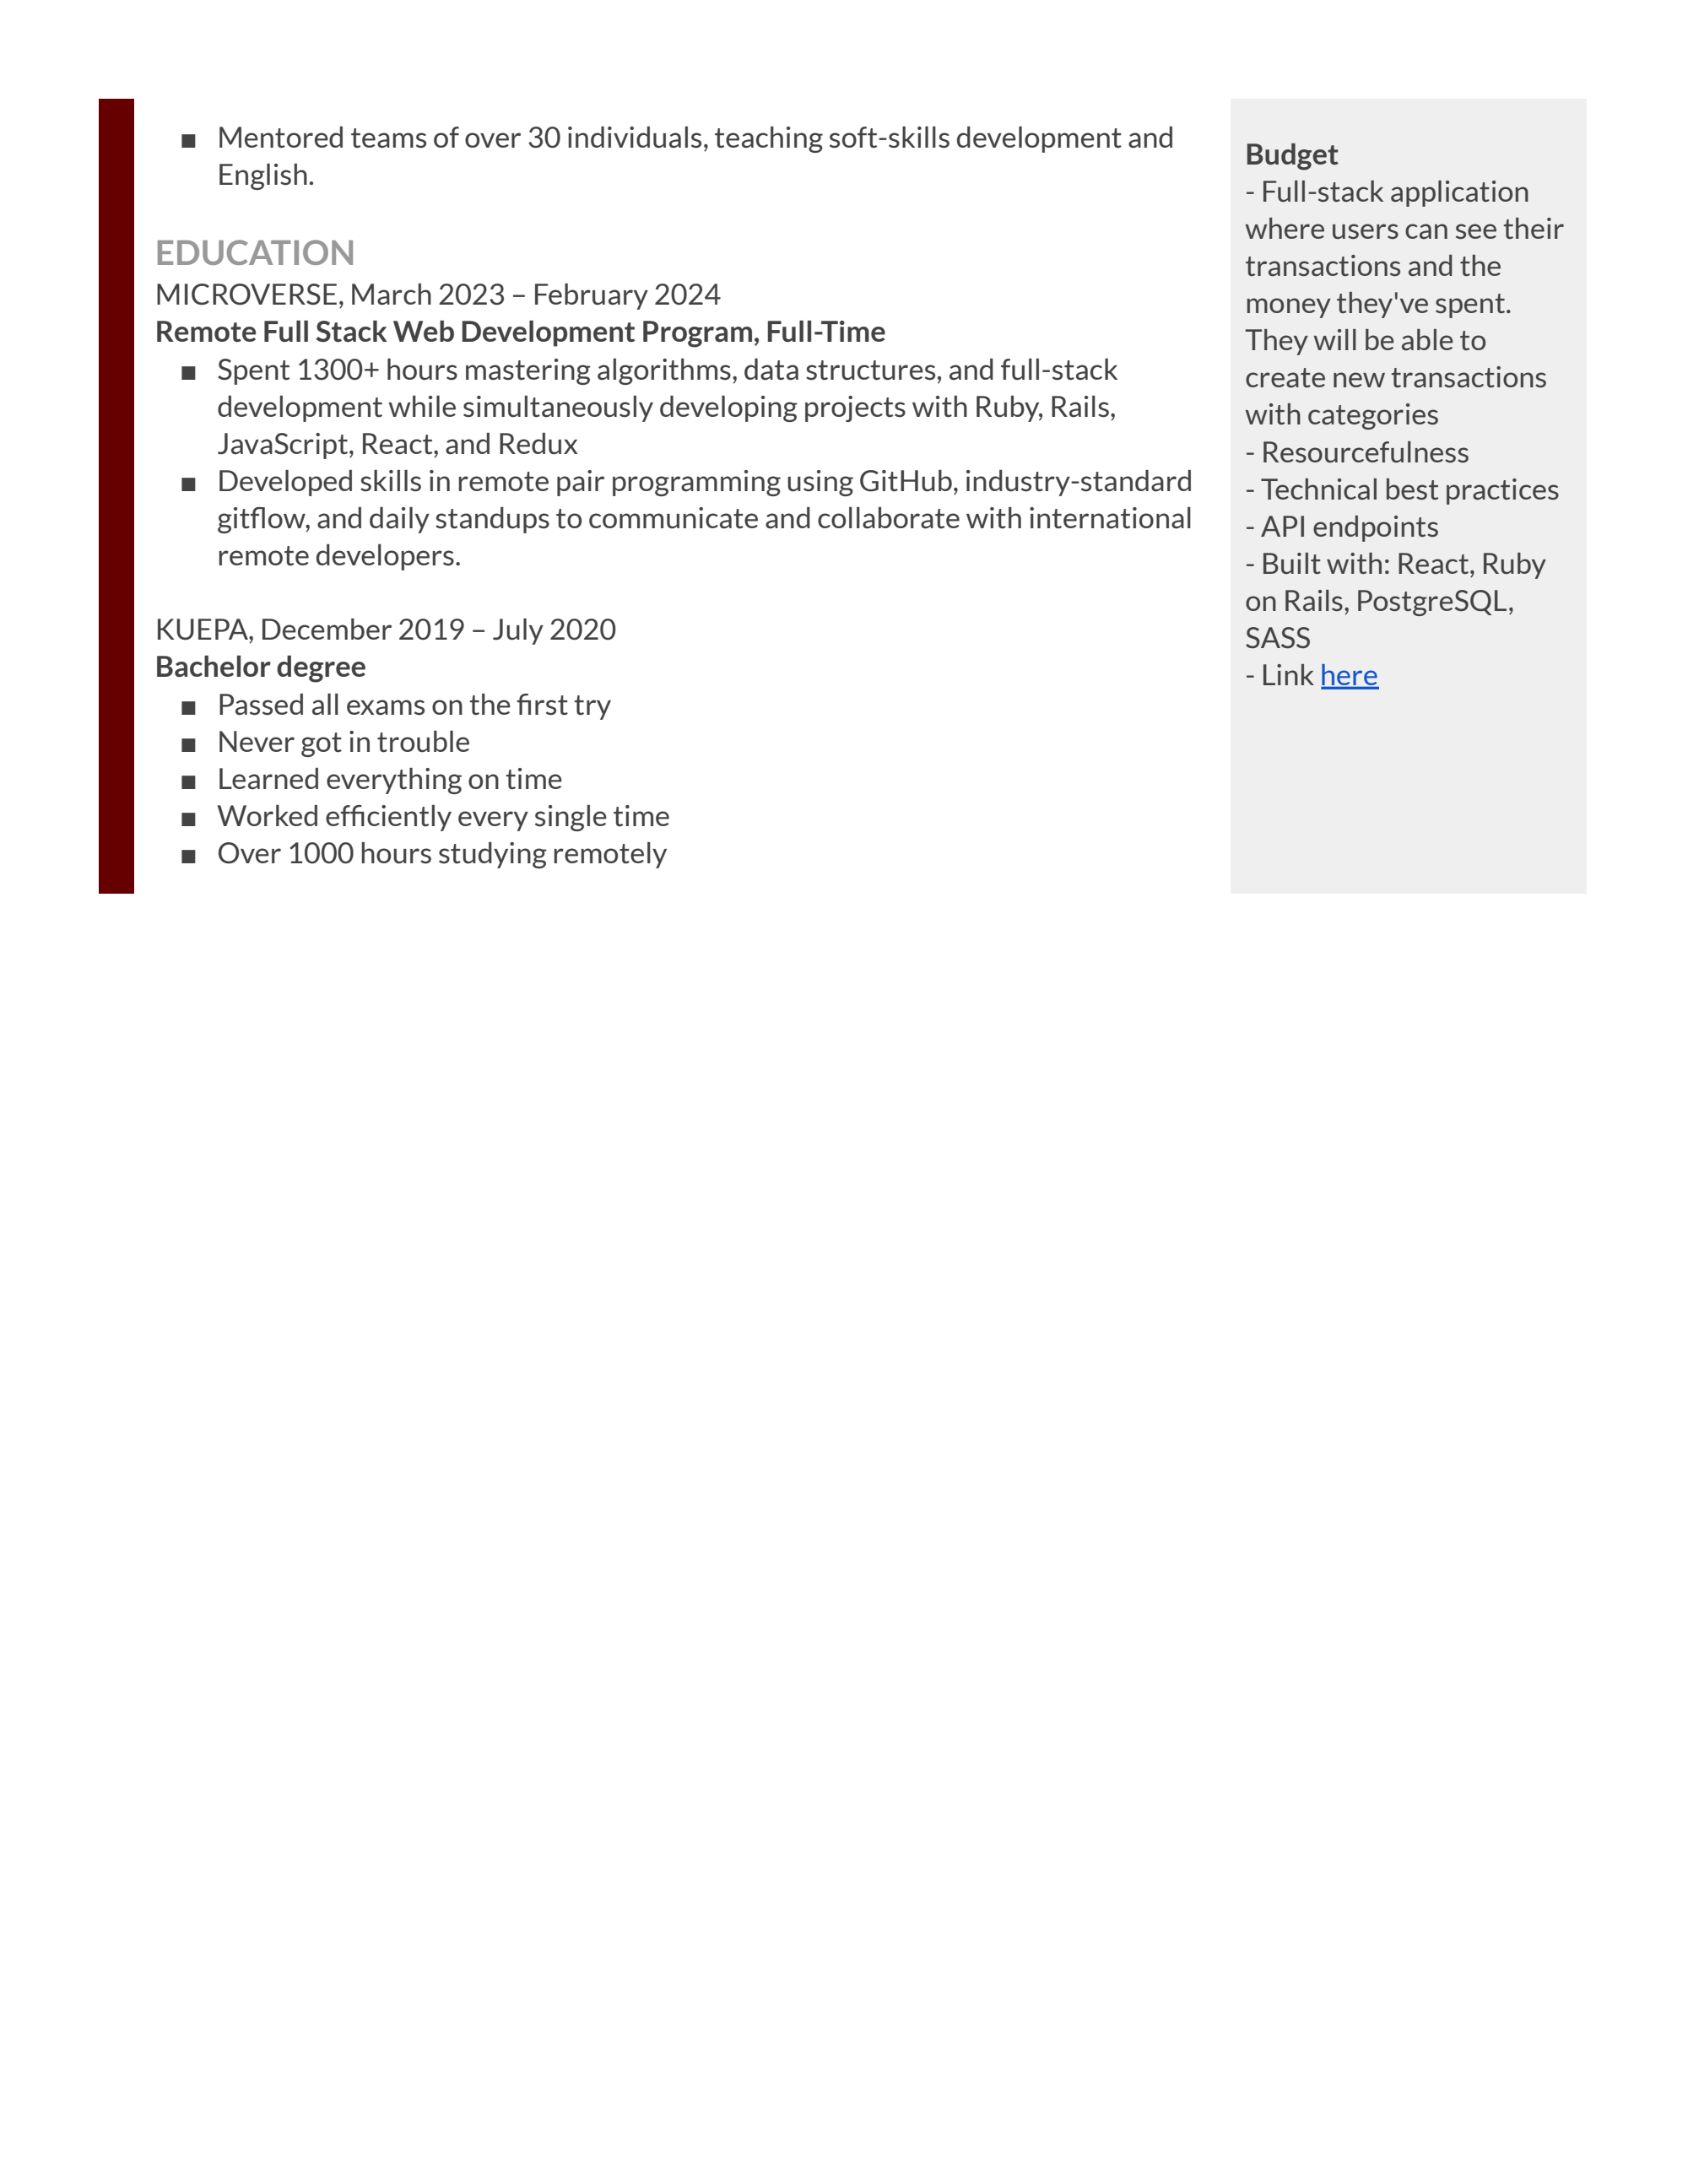 ▪ Mentored teams of over 30 individuals, teaching soft-skills development and
English.
EDUCATION
MICROVERSE, March 2023 – February 2024
Remote Full Stack Web Development Program, Full-Time
▪ Spent 1300+ hours mastering algorithms, data structures, and full-stack
development while simultaneously developing projects with Ruby, Rails,
JavaScript, React, and Redux
▪ Developed skills in remote pair programming using GitHub, industry-standard
gitflow, and daily standups to communicate and collaborate with international
remote developers.
KUEPA, December 2019 – July 2020
Bachelor degree
▪ Passed all exams on the first try
▪ Never got in trouble
▪ Learned everything on time
▪ Worked efficiently every single time
▪ Over 1000 hours studying remotely
Budget
- Full-stack application
where users can see their
transactions and the
money they've spent.
They will be able to
create new transactions
with categories
- Resourcefulness
- Technical best practices
- API endpoints
- Built with: React, Ruby
on Rails, PostgreSQL,
SASS
- Link here